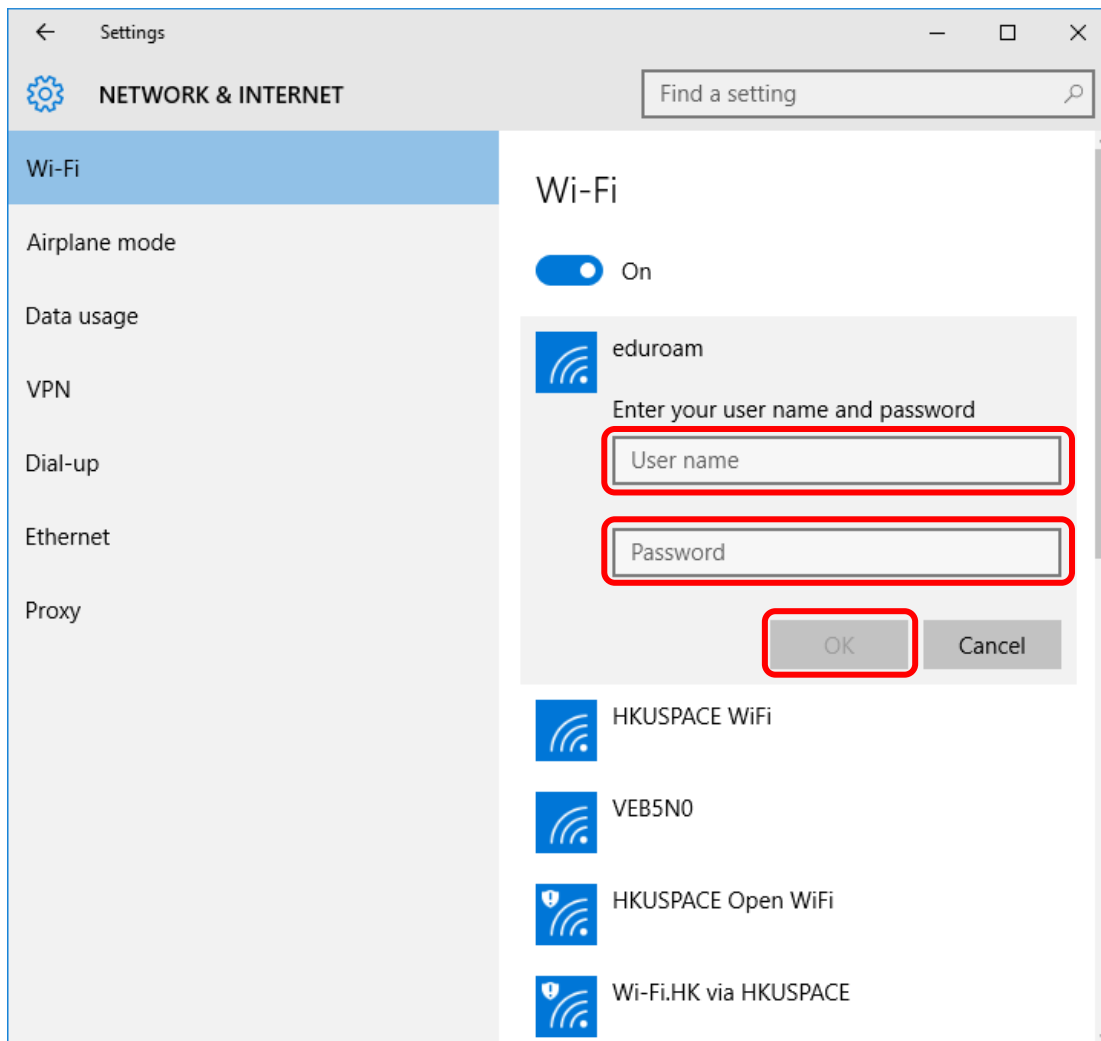 Settings
NETWORK & INTERNET
Find a setting
Wi-Fi
Airplane mode
Data usage
VPN
Dial-up
Ethernet
Proxy
Wi-Fi
On
eduroam
Enter your user name and password
User name
Password
OK Cancel
HKUSPACE WiFi
VEB5N0
HKUSPACE Open WiFi
Wi-Fi.HK via HKUSPACE